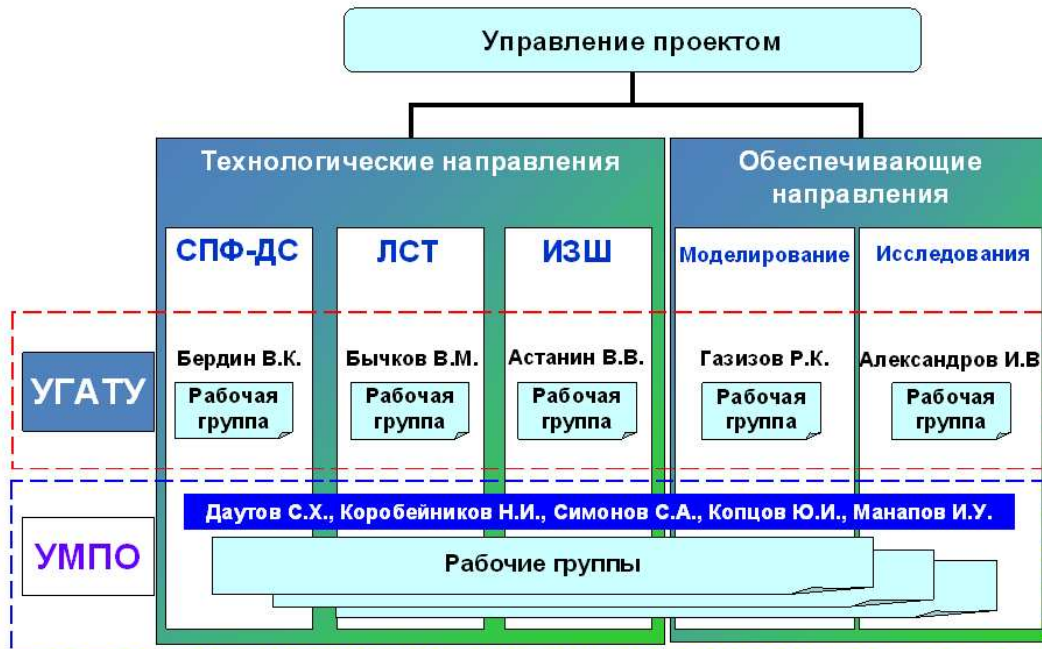 Управление проектом
Технологические направления
Обеспечивающие
направления
СПФ-ДС
ЛСТ
ИЗШ
Моделирование
Исследования
УГАТУ
Бердин В.К.
Бычков В.М.
Астанин В.В.
Газизов Р.К.
Александров И.В
Рабочая
группа
Рабочая
группа
Рабочая
группа
Рабочая
группа
Рабочая
группа
УМПО
Даутов С.Х., Коробейников Н.И., Симонов С.А., Копцов Ю.И., Манапов И.У.
Рабочие группы